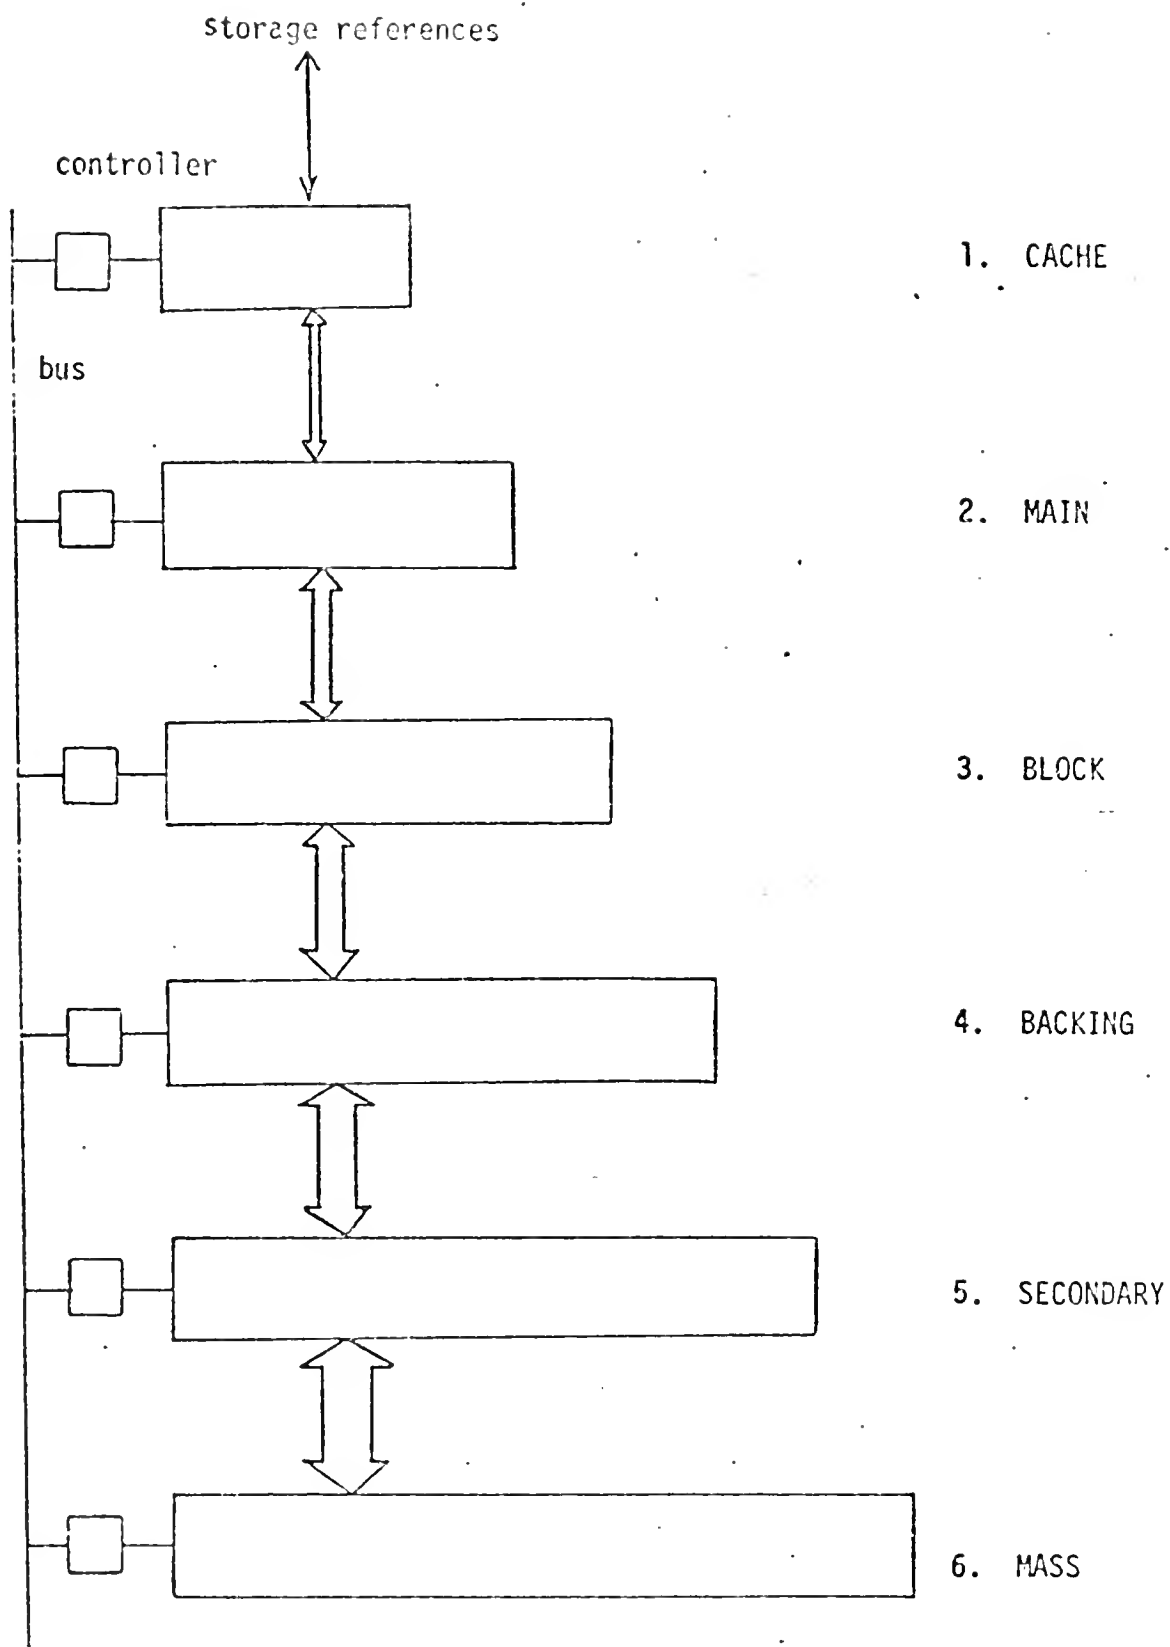 storage references
controller
1. CACHE
bus
2. MAIN
3. BLOCK
4. BACKING
5. SECONDARY
6. MASS